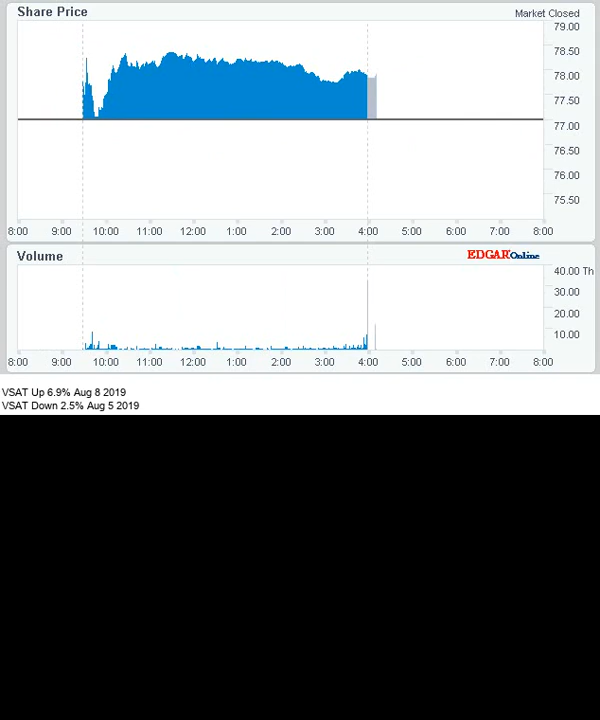 Share Price
Market Closed
79.00
78.50
78.00
77.50
77.00
76.50
76.00
75.50
8:00 9:00 10:00 11:00 12:00 1:00 2:00 3:00 4:00 5:00 6:00 7:00 8:00
Volume
EDGAR Online
40.00 Th
30.00
20.00
10.00
8:00 9:00 10:00 11:00 12:00 1:00 2:00 3:00 4:00 5:00 6:00 7:00 8:00
VSAT Up 6.9% Aug 8 2019
VSAT Down 2.5% Aug 5 2019